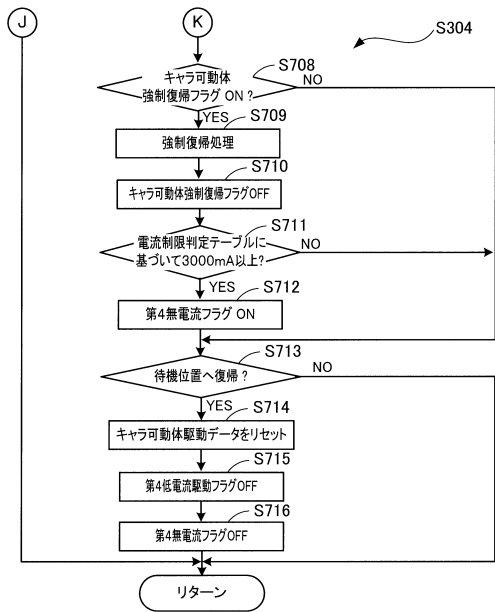 J
K
S304
キャラ可動体
強制復帰フラグ ON ?
S708
NO
YES
S709
強制復帰処理
S710
キャラ可動体強制復帰フラグOFF
S711
電流制限判定テーブルに
基づいて3000mA以上?
NO
YES
S712
第4無電流フラグ ON
S713
待機位置へ復帰 ?
NO
YES
S714
キャラ可動体駆動データをリセット
S715
第4低電流駆動フラグOFF
S716
第4無電流フラグOFF
リターン